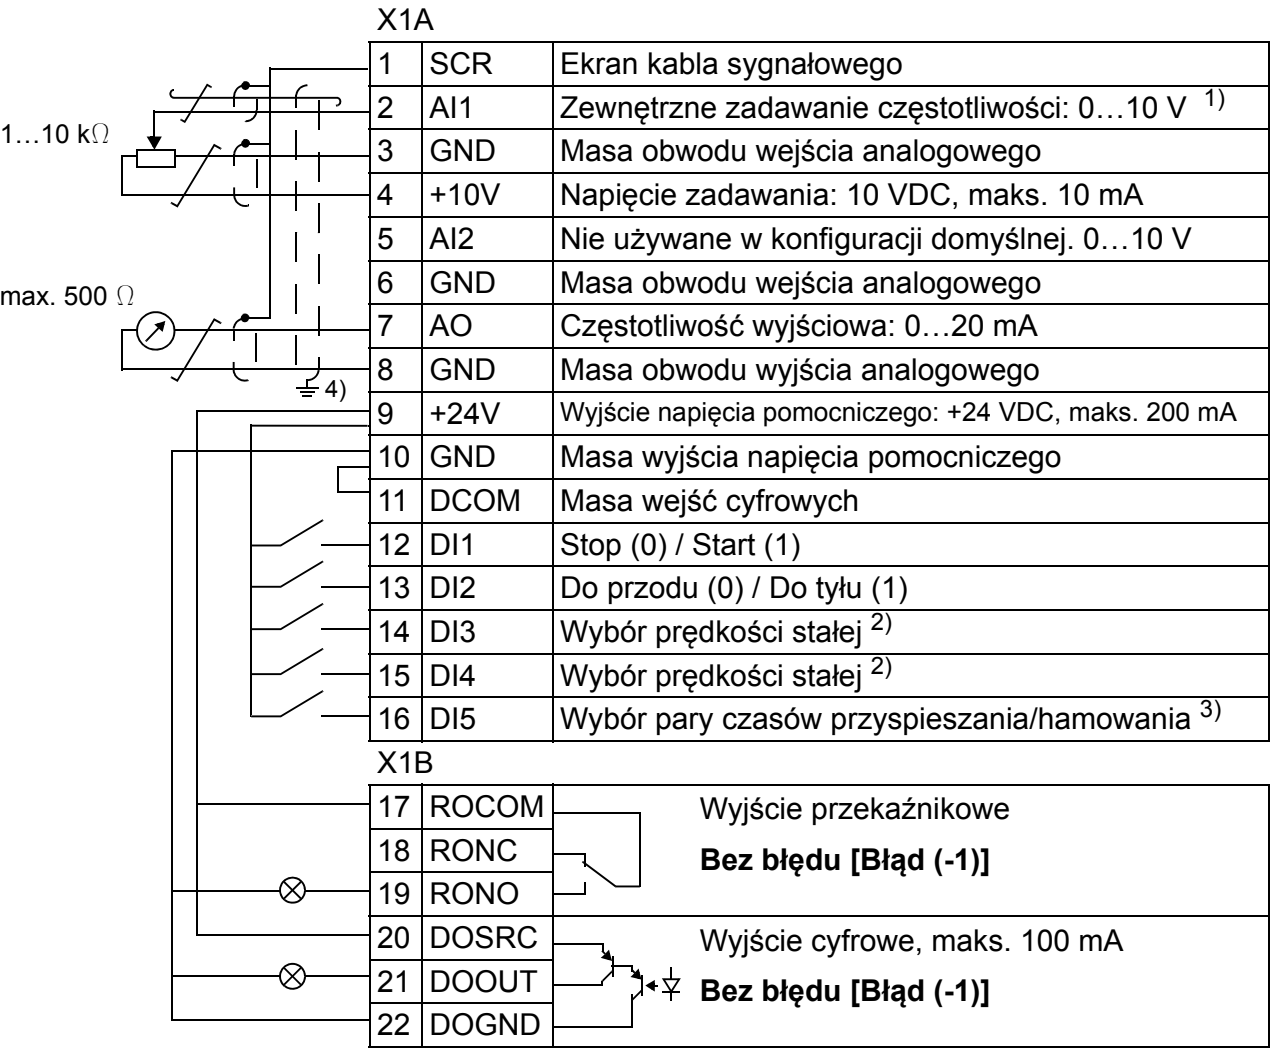 X1A
1 SCR Ekran kabla sygnałowego
2 AI1 Zewnętrzne zadawanie częstotliwości: 0…10 V 1)
1…10 kΩ
3 GND Masa obwodu wejścia analogowego
4 +10V Napięcie zadawania: 10 VDC, maks. 10 mA
5 AI2 Nie używane w konfiguracji domyślnej. 0…10 V
6 GND Masa obwodu wejścia analogowego
max. 500 Ω
7 AO Częstotliwość wyjściowa: 0…20 mA
8 GND Masa obwodu wyjścia analogowego
4)
9 +24V Wyjście napięcia pomocniczego: +24 VDC, maks. 200 mA
10 GND Masa wyjścia napięcia pomocniczego
11 DCOM Masa wejść cyfrowych
12 DI1 Stop (0) / Start (1)
13 DI2 Do przodu (0) / Do tyłu (1)
14 DI3 Wybór prędkości stałej 2)
15 DI4 Wybór prędkości stałej 2)
16 DI5 Wybór pary czasów przyspieszania/hamowania 3)
X1B
17 ROCOM Wyjście przekaźnikowe
18 RONC Bez błędu [Błąd (-1)]
19 RONO
20 DOSRC Wyjście cyfrowe, maks. 100 mA
21 DOOUT Bez błędu [Błąd (-1)]
22 DOGND